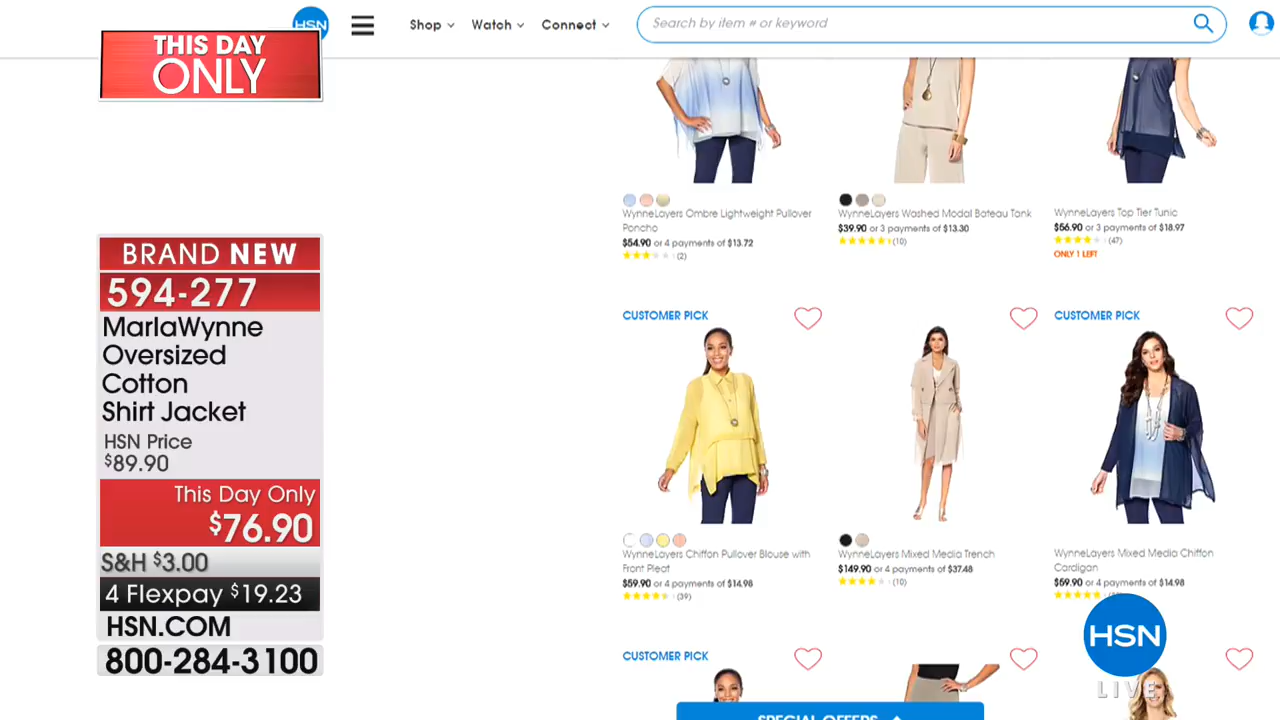 HSN
Shop
Watch
Connect
Search by item # or keyword
THIS DAY
ONLY
BRAND NEW
594-277
MarlaWynne
Oversized
Cotton
Shirt Jacket
HSN Price
$89.90
This Day Only
$76.90
S&H $3.00
4 Flexpay $19.23
HSN.COM
800-284-3100
WynneLayers Ombre Lightweight Pullover
Poncho
$54.90 or 4 payments of $13.72
(2)
WynneLayers Washed Modal Bateau Tank
$39.90 or 3 payments of $13.30
(10)
WynneLayers Top Tier Tunic
$56.90 or 3 payments of $18.97
(47)
ONLY 1 LEFT
CUSTOMER PICK
WynneLayers Chiffon Pullover Blouse with
Front Pleat
$59.90 or 4 payments of $14.98
(39)
WynneLayers Mixed Media Trench
$149.90 or 4 payments of $37.48
(10)
CUSTOMER PICK
WynneLayers Mixed Media Chiffon
Cardigan
$59.90 or 4 payments of $14.98
CUSTOMER PICK
SPECIAL OFFERS
HSN
LIVE